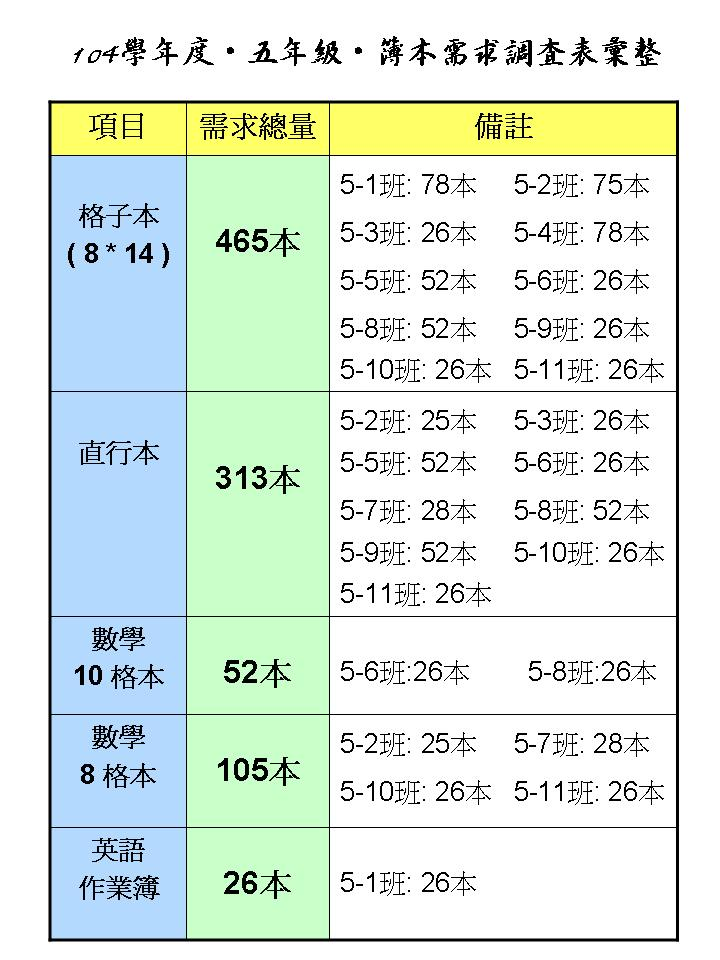 104學年度·五年級·簿本需求調查表彙整
項目 需求總量 備註
格子本
( 8 * 14 )
465本
5-1班: 78本 5-2班: 75本
5-3班: 26本 5-4班: 78本
5-5班: 52本 5-6班: 26本
5-8班: 52本 5-9班: 26本
5-10班: 26本 5-11班: 26本
直行本
313本
5-2班: 25本 5-3班: 26本
5-5班: 52本 5-6班: 26本
5-7班: 28本 5-8班: 52本
5-9班: 52本 5-10班: 26本
5-11班: 26本
數學
10 格本
52本
5-6班:26本 5-8班:26本
數學
8 格本
105本
5-2班: 25本 5-7班: 28本
5-10班: 26本 5-11班: 26本
英語
作業簿
26本
5-1班: 26本